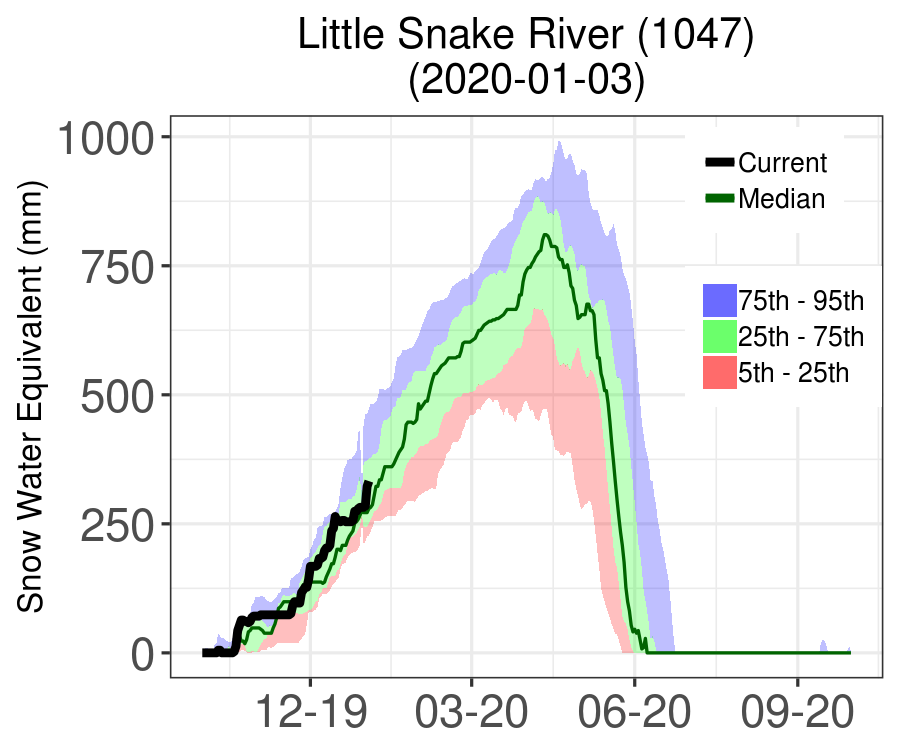 Little Snake River (1047)
(2020-01-03)
Snow Water Equivalent (mm)
1000
750
500
250
0
12-19
03-20
06-20
09-20
Current
Median
75th - 95th
25th - 75th
5th - 25th